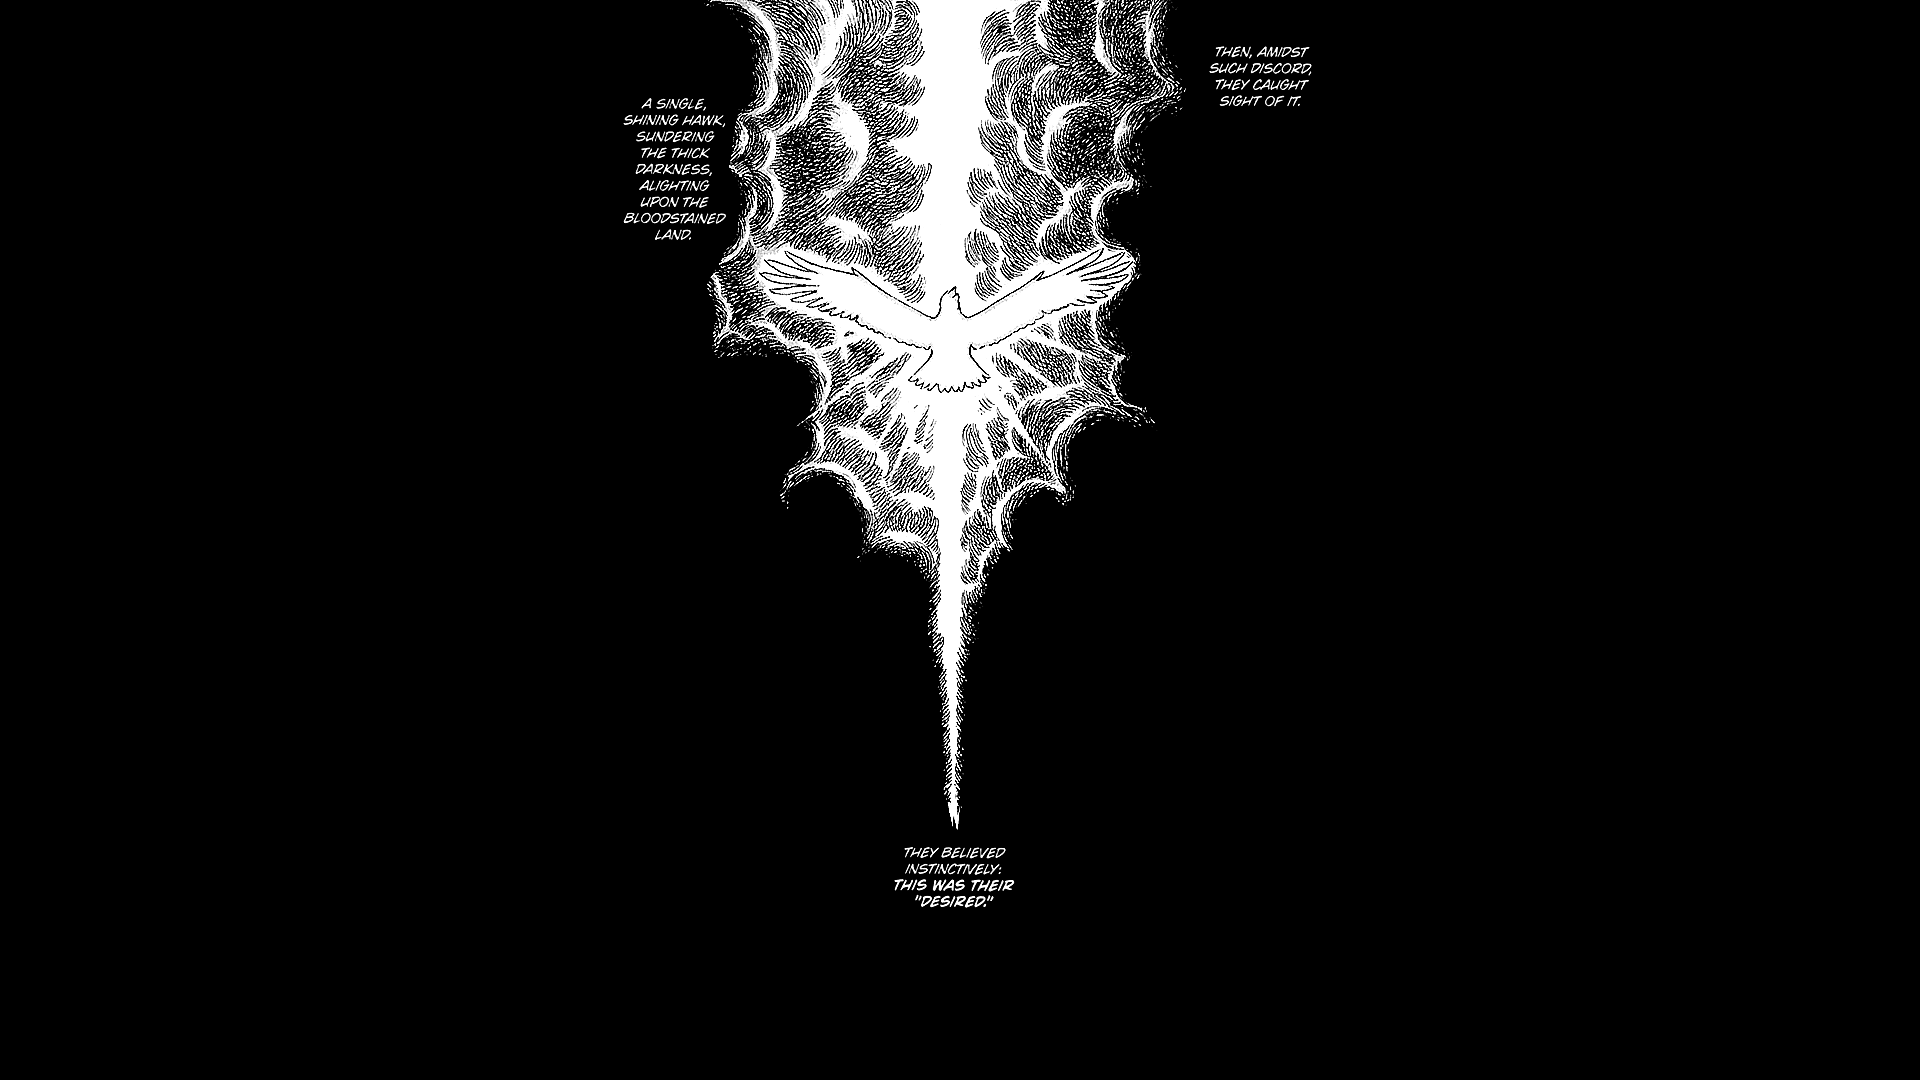 THEN, AMIDST
SUCH DISCORD,
THEY CAUGHT
SIGHT OF IT.
A SINGLE,
SHINING HAWK,
SUNDERING
THE THICK
DARKNESS,
ALIGHTING
UPON THE
BLOODSTAINED
LAND.
THEY BELIEVED
INSTINCTIVELY:
THIS WAS THEIR
"DESIRED."